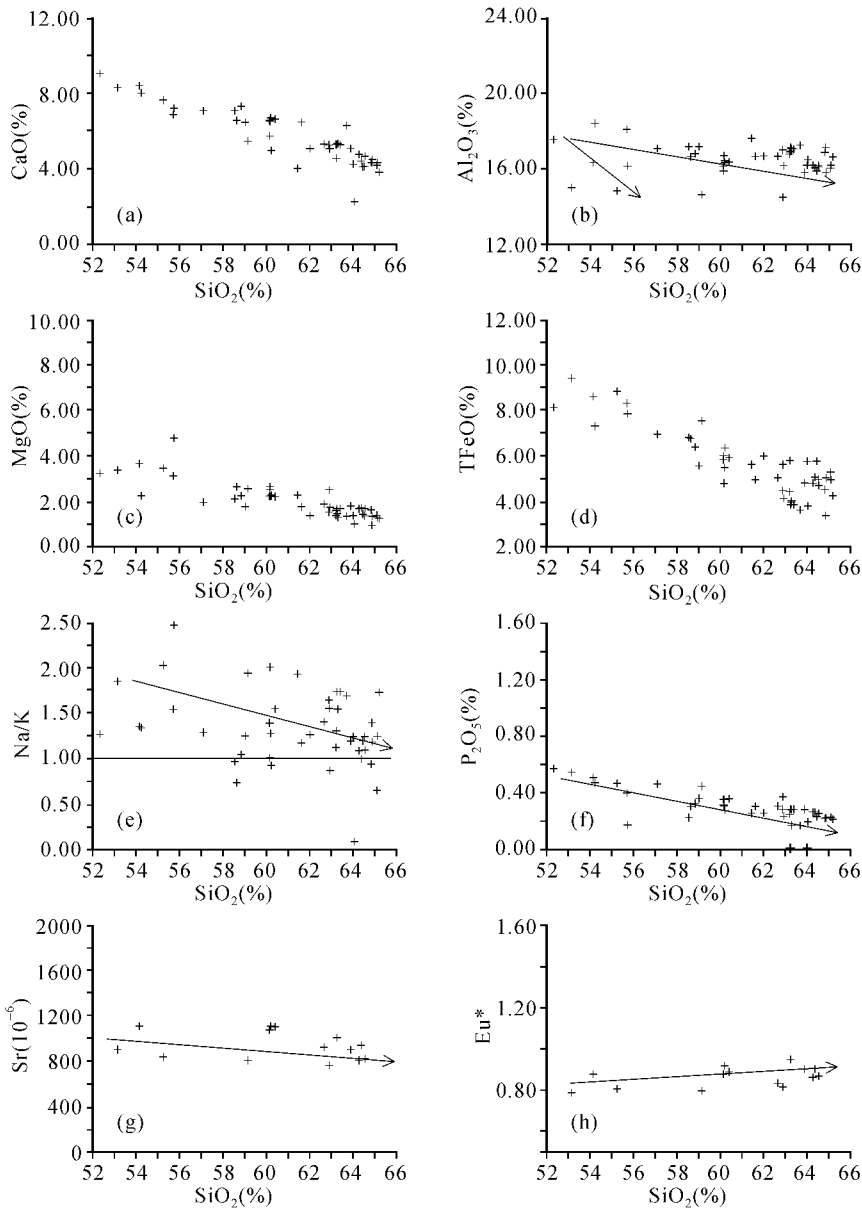 12.00
8.00
4.00
0.00
CaO(%)
(a)
52 54 56 58 60 62 64 66
SiO₂(%)
24.00
20.00
16.00
12.00
Al₂O₃(%)
(b)
52 54 56 58 60 62 64 66
SiO₂(%)
10.00
8.00
6.00
4.00
2.00
0.00
MgO(%)
(c)
52 54 56 58 60 62 64 66
SiO₂(%)
12.00
10.00
8.00
6.00
4.00
2.00
TFeO(%)
(d)
52 54 56 58 60 62 64 66
SiO₂(%)
2.50
2.00
1.50
1.00
0.50
0.00
Na/K
(e)
52 54 56 58 60 62 64 66
SiO₂(%)
1.60
1.20
0.80
0.40
0.00
P₂O₅(%)
(f)
52 54 56 58 60 62 64 66
SiO₂(%)
2000
1600
1200
800
400
0
Sr(10⁻⁶)
(g)
52 54 56 58 60 62 64 66
SiO₂(%)
1.60
1.20
0.80
0.40
Eu*
(h)
52 54 56 58 60 62 64 66
SiO₂(%)